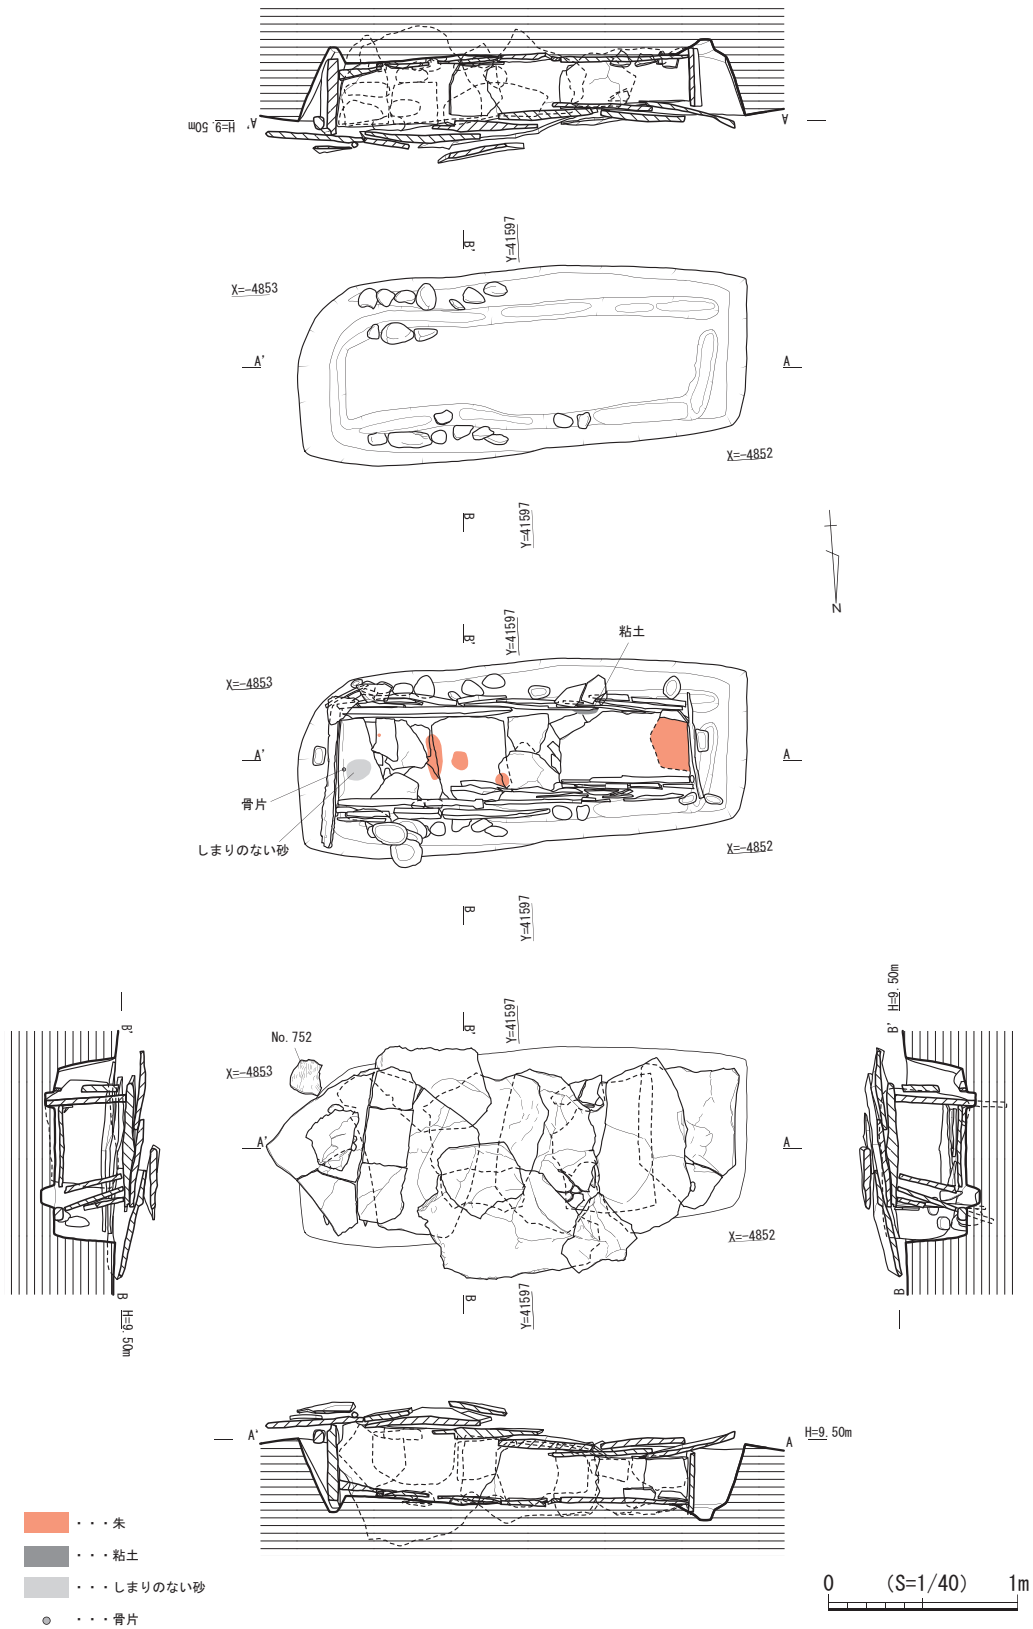 H=9.50m
A'
A
B'
Y=41597
X=-4853
A'
A
X=-4852
B
Y=41597
N
B'
Y=41597
粘土
X=-4853
A'
A
骨片
しまりのない砂
X=-4852
B
Y=41597
B'
B' H=9.50m
No.752
B'
Y=41597
X=-4853
A'
A
X=-4852
B
H=9.50m
B
Y=41597
B
A'
A
H=9.50m
・・・朱
・・・粘土
・・・しまりのない砂
・・・骨片
0 (S=1/40) 1m